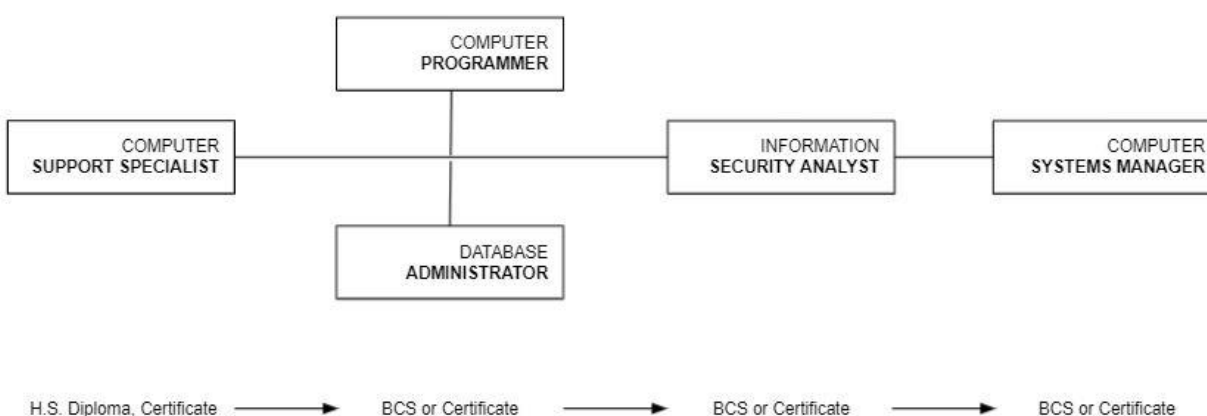 COMPUTER
PROGRAMMER
COMPUTER
SUPPORT SPECIALIST
INFORMATION
SECURITY ANALYST
COMPUTER
SYSTEMS MANAGER
DATABASE
ADMINISTRATOR
H.S. Diploma, Certificate
BCS or Certificate
BCS or Certificate
BCS or Certificate